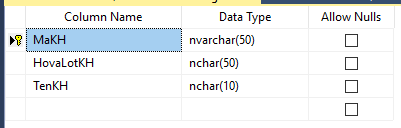 Column Name Data Type Allow Nulls
MaKH nvarchar(50)
HovaLotKH nchar(50)
TenKH nchar(10)